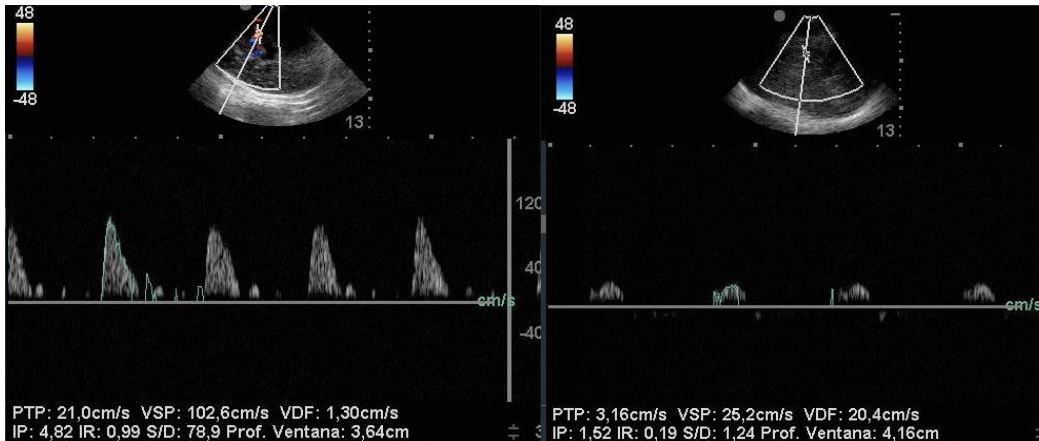 48
-48
13
120
40
cm/s
-40
PTP: 21,0cm/s VSP: 102,6cm/s VDF: 1,30cm/s
IP: 4,82 IR: 0,99 S/D: 78,9 Prof. Ventana: 3,64cm
48
-48
13
cm/s
PTP: 3,16cm/s VSP: 25,2cm/s VDF: 20,4cm/s
IP: 1,52 IR: 0,19 S/D: 1,24 Prof. Ventana: 4,16cm